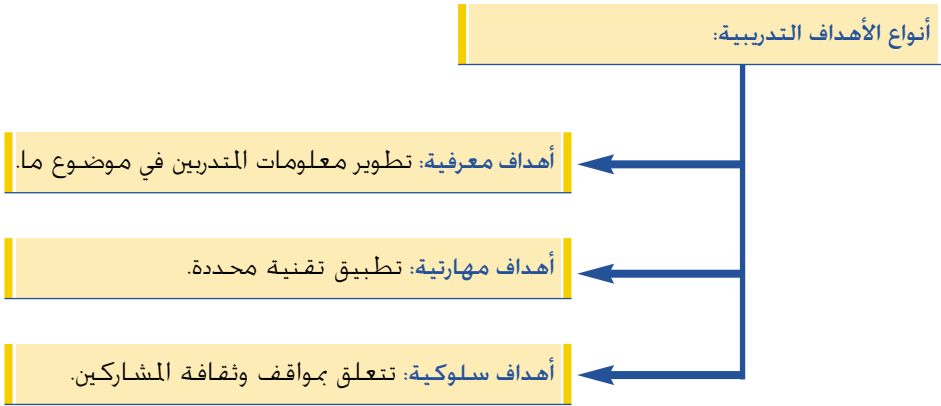 أنواع الأهداف التدريبية:
أهداف معرفية: تطوير معلومات المتدربين في موضوع ما.
أهداف مهارتية: تطبيق تقنية محددة.
أهداف سلوكية: تتعلق بمواقف وثقافة المشاركين.